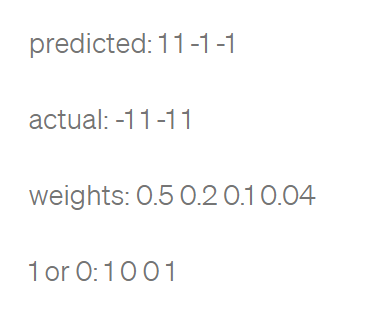 predicted: 1 1 -1 -1
actual: -1 1 -1 1
weights: 0.5 0.2 0.1 0.04
1 or 0: 1 0 0 1